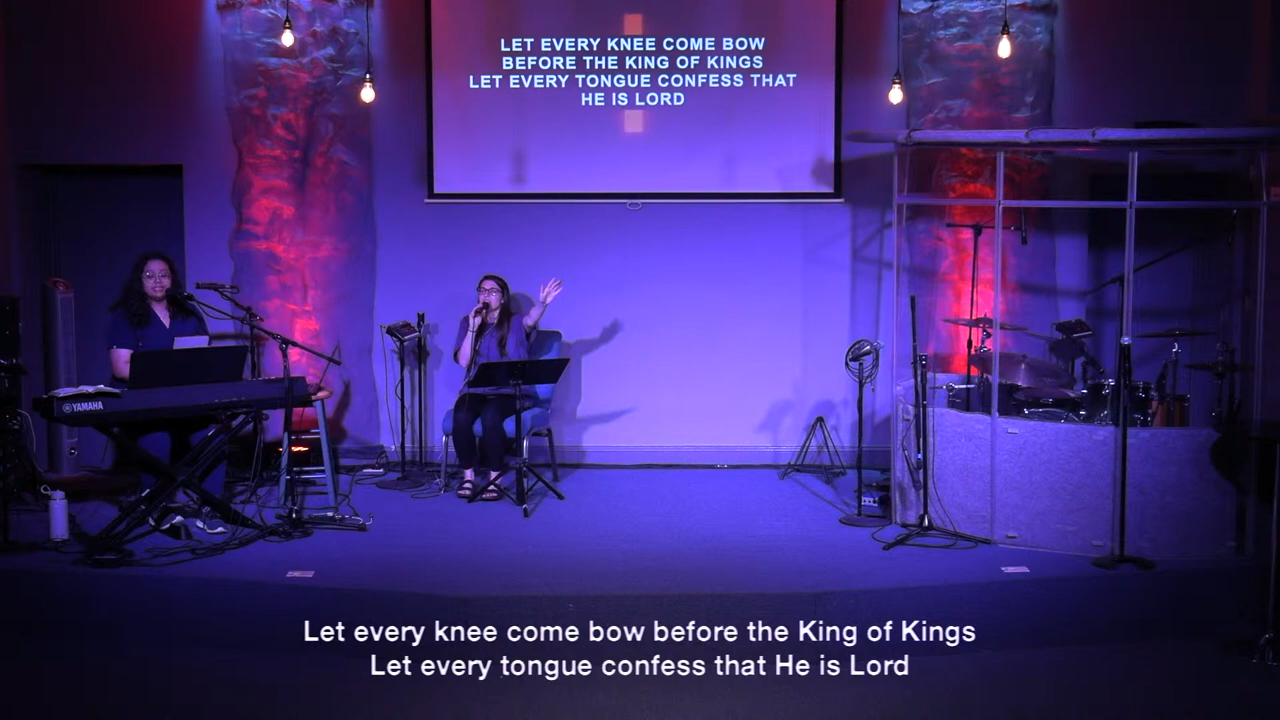 LET EVERY KNEE COME BOW
BEFORE THE KING OF KINGS
LET EVERY TONGUE CONFESS THAT
HE IS LORD
YAMAHA
Let every knee come bow before the King of Kings
Let every tongue confess that He is Lord